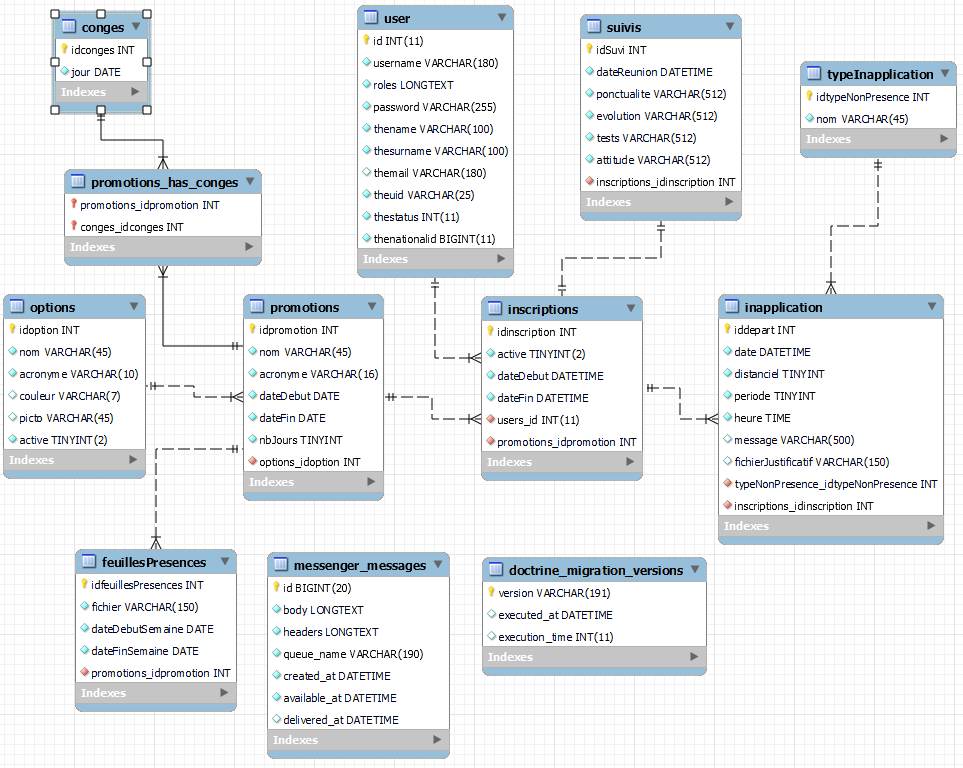 conges
idconges INT
jour DATE
Indexes
user
id INT(11)
username VARCHAR(180)
roles LONGTEXT
password VARCHAR(255)
thename VARCHAR(100)
thesurname VARCHAR(100)
themail VARCHAR(180)
theuid VARCHAR(25)
thestatus INT(11)
thenationalid BIGINT(11)
Indexes
suivis
idSuvi INT
dateReunion DATETIME
ponctualite VARCHAR(512)
evolution VARCHAR(512)
tests VARCHAR(512)
attitude VARCHAR(512)
inscriptions_idinscription INT
Indexes
typeInapplication
idtypeNonPresence INT
nom VARCHAR(45)
Indexes
promotions_has_conges
promotions_idpromotion INT
conges_idconges INT
Indexes
options
idoption INT
nom VARCHAR(45)
acronyme VARCHAR(10)
couleur VARCHAR(7)
picto VARCHAR(45)
active TINYINT(2)
Indexes
promotions
idpromotion INT
nom VARCHAR(45)
acronyme VARCHAR(16)
dateDebut DATE
dateFin DATE
nbJours TINYINT
options_idoption INT
Indexes
inscriptions
idinscription INT
active TINYINT(2)
dateDebut DATETIME
dateFin DATETIME
users_id INT(11)
promotions_idpromotion INT
Indexes
inapplication
iddepart INT
date DATETIME
distanciel TINYINT
periode TINYINT
heure TIME
message VARCHAR(500)
fichierJustificatif VARCHAR(150)
typeNonPresence_idtypeNonPresence INT
inscriptions_idinscription INT
Indexes
feuillesPresences
idfeuillesPresences INT
fichier VARCHAR(150)
dateDebutSemaine DATE
dateFinSemaine DATE
promotions_idpromotion INT
Indexes
messenger_messages
id BIGINT(20)
body LONGTEXT
headers LONGTEXT
queue_name VARCHAR(190)
created_at DATETIME
available_at DATETIME
delivered_at DATETIME
Indexes
doctrine_migration_versions
version VARCHAR(191)
executed_at DATETIME
execution_time INT(11)
Indexes